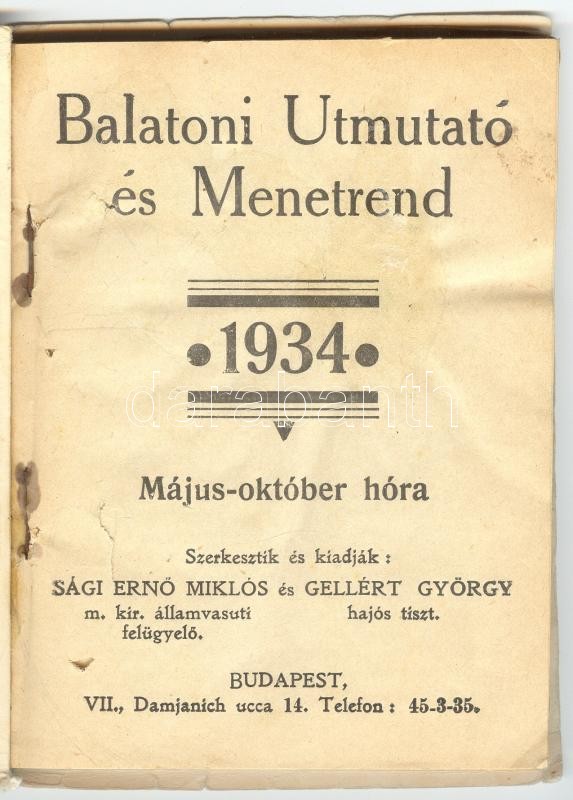 Balatoni Utmutató
és Menetrend
•1934•
darabanth
Május-október hóra
Szerkesztik és kiadják :
SÁGI ERNŐ MIKLÓS és GELLÉRT GYÖRGY
m. kir. államvasuti hajós tiszt.
felügyelő.
BUDAPEST,
VII., Damjanich ucca 14. Telefon : 45-3-35.